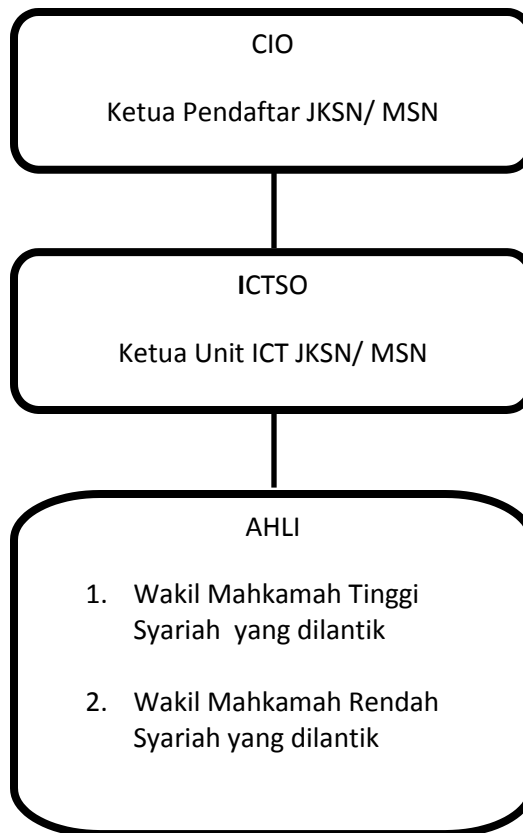 CIO
Ketua Pendaftar JKSN/ MSN
ICTSO
Ketua Unit ICT JKSN/ MSN
AHLI
1. Wakil Mahkamah Tinggi
Syariah yang dilantik
2. Wakil Mahkamah Rendah
Syariah yang dilantik